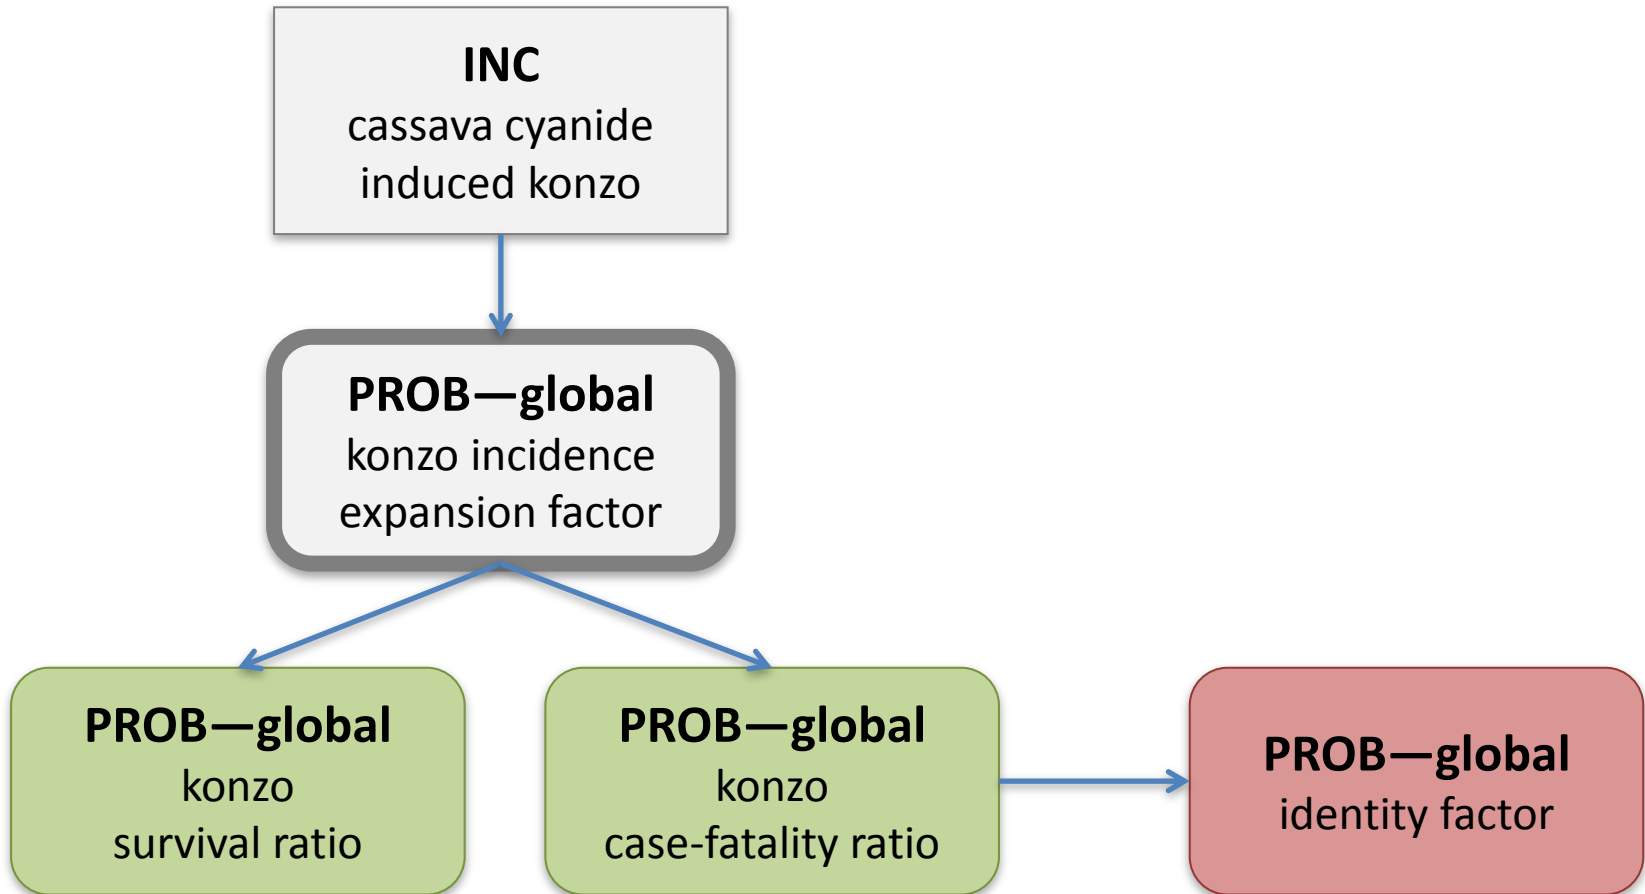 INC
cassava cyanide
induced konzo
PROB—global
konzo incidence
expansion factor
PROB—global
konzo
survival ratio
PROB—global
konzo
case-fatality ratio
PROB—global
identity factor